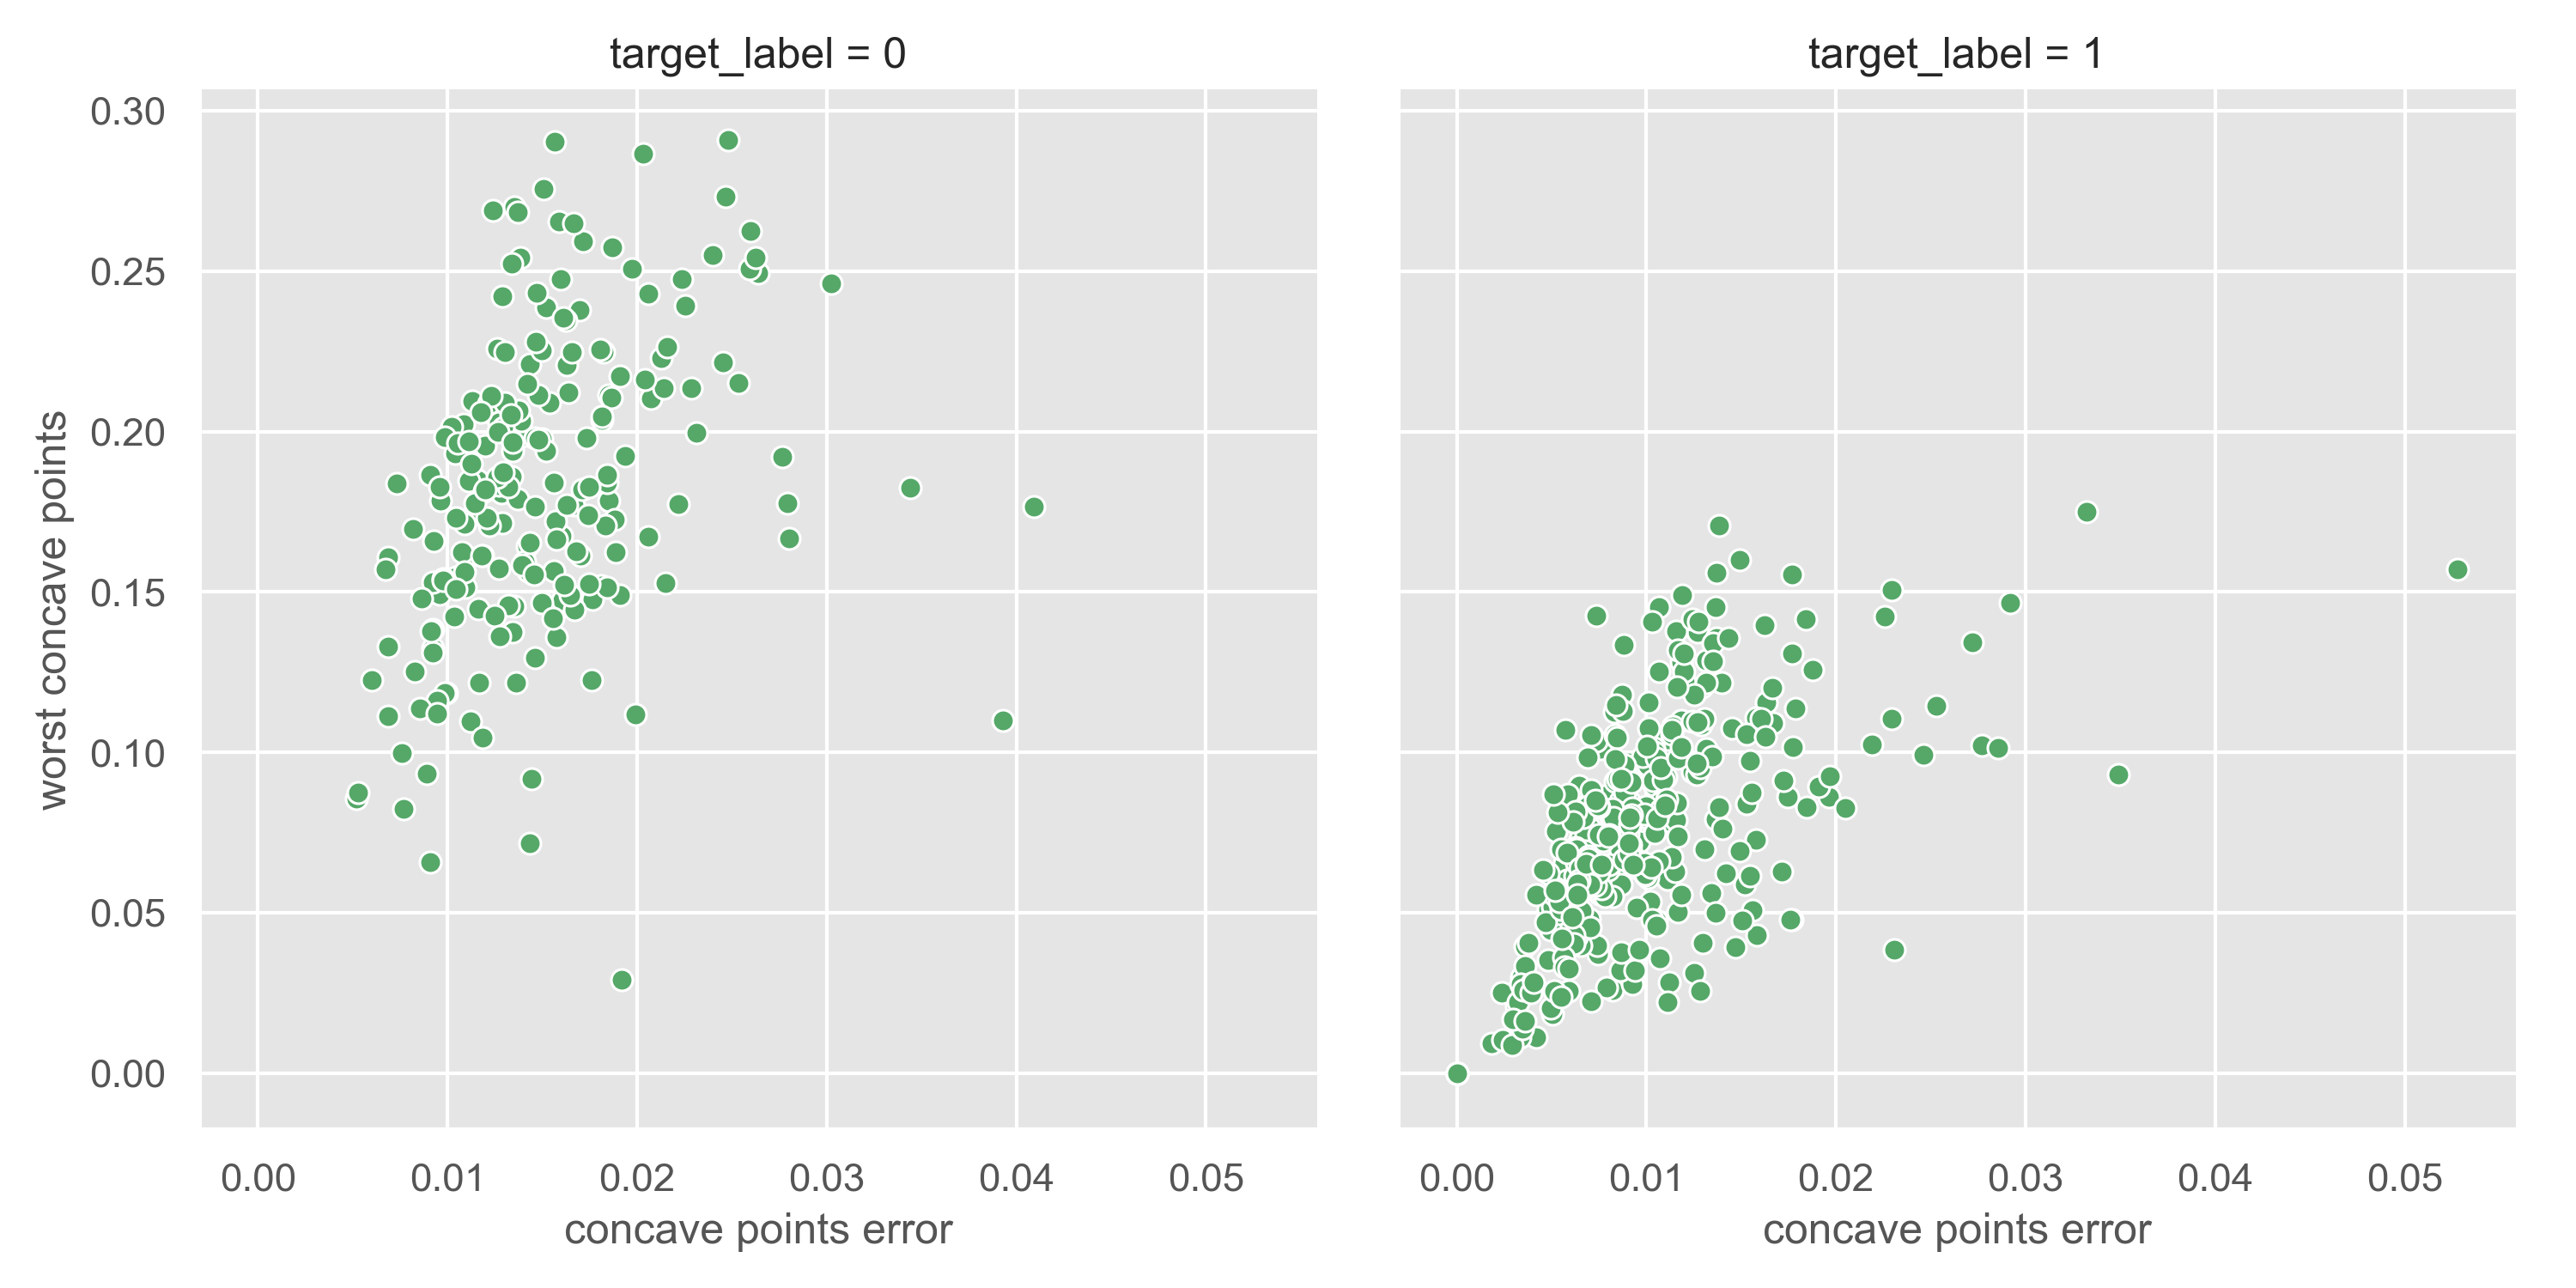 target_label = 0
target_label = 1
0.30
0.25
0.20
0.15
0.10
0.05
0.00
worst concave points
0.00 0.01 0.02 0.03 0.04 0.05
0.00 0.01 0.02 0.03 0.04 0.05
concave points error
concave points error